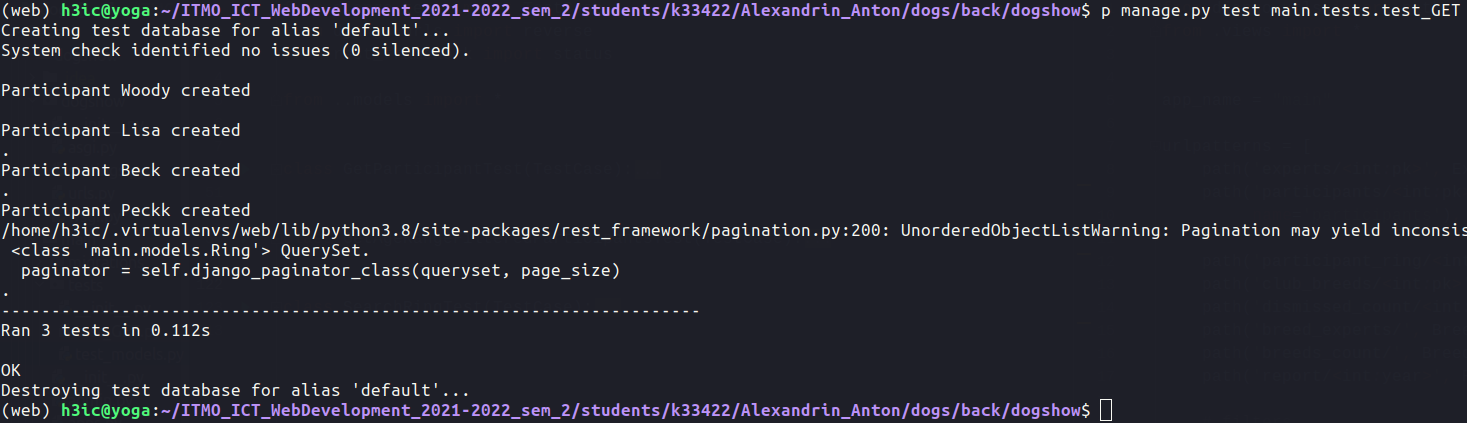 (web) h3ic@yoga:~/ITMO_ICT_WebDevelopment_2021-2022_sem_2/students/k33422/Alexandrin_Anton/dogs/back/dogshow$ p manage.py test main.tests.test_GET
Creating test database for alias 'default'...
System check identified no issues (0 silenced).
Participant Woody created
Participant Lisa created
.
Participant Beck created
.
Participant Peckk created
/home/h3ic/.virtualenvs/web/lib/python3.8/site-packages/rest_framework/pagination.py:200: UnorderedObjectListWarning: Pagination may yield inconsis
<class 'main.models.Ring'> QuerySet.
paginator = self.django_paginator_class(queryset, page_size)
.
----------------------------------------------------------------------
Ran 3 tests in 0.112s
OK
Destroying test database for alias 'default'...
(web) h3ic@yoga:~/ITMO_ICT_WebDevelopment_2021-2022_sem_2/students/k33422/Alexandrin_Anton/dogs/back/dogshow$